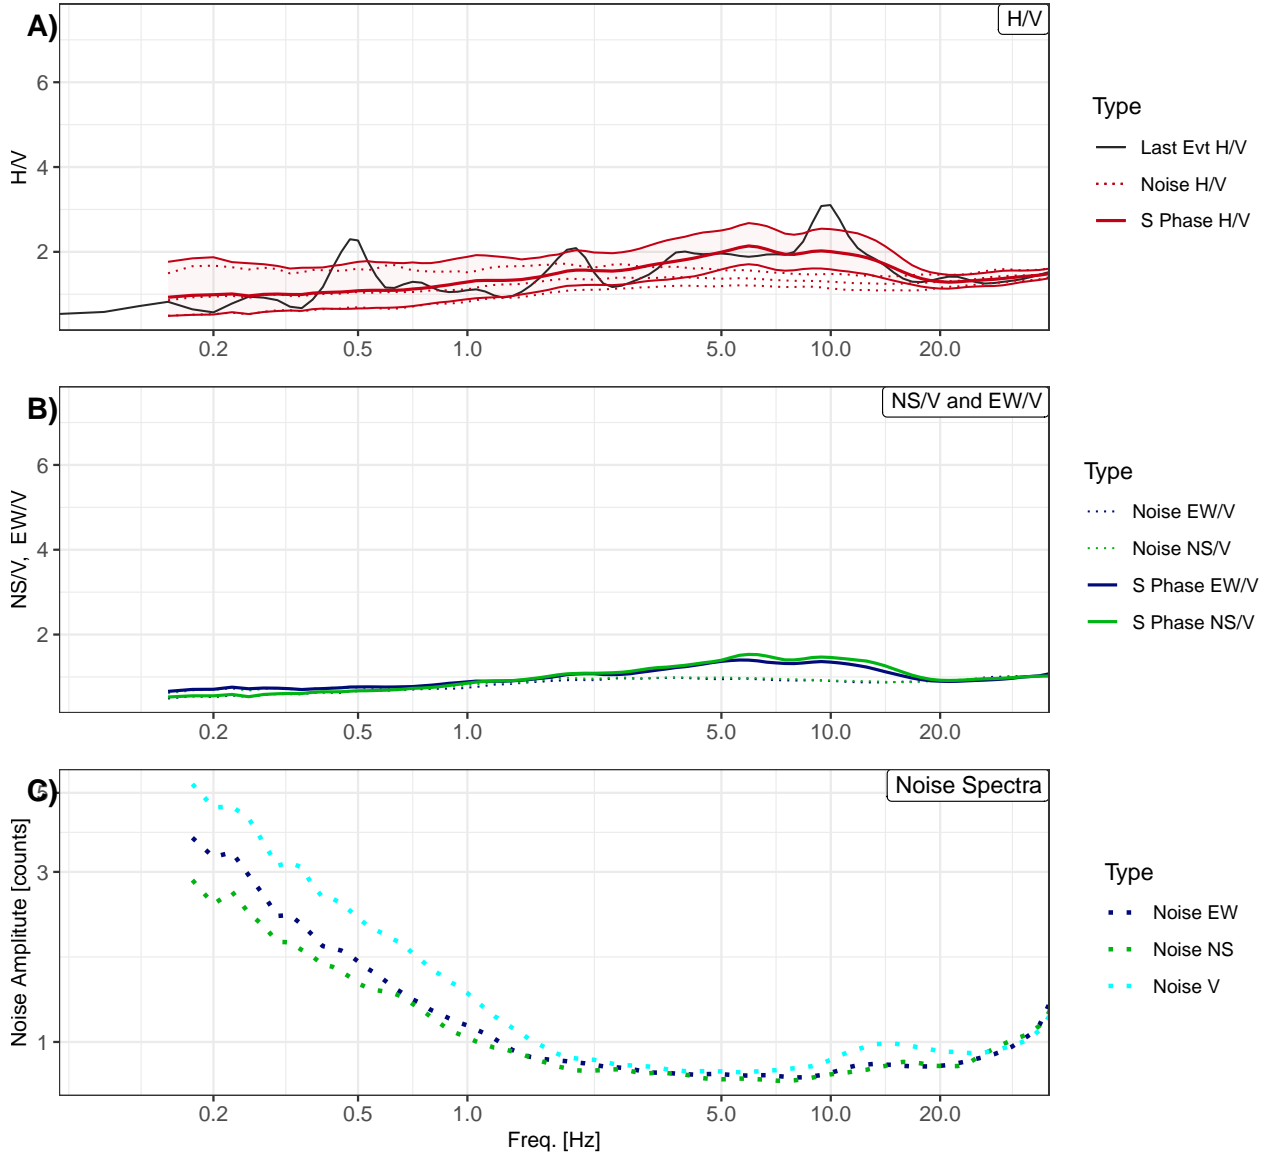 A)
H/V
6
4
2
H/V
0.2 0.5 1.0 5.0 10.0 20.0
Type
Last Evt H/V
Noise H/V
S Phase H/V
B)
NS/V and EW/V
6
4
2
NS/V, EW/V
0.2 0.5 1.0 5.0 10.0 20.0
Type
Noise EW/V
Noise NS/V
S Phase EW/V
S Phase NS/V
C)
Noise Spectra
5
3
1
Noise Amplitude [counts]
0.2 0.5 1.0 5.0 10.0 20.0
Freq. [Hz]
Type
Noise EW
Noise NS
Noise V